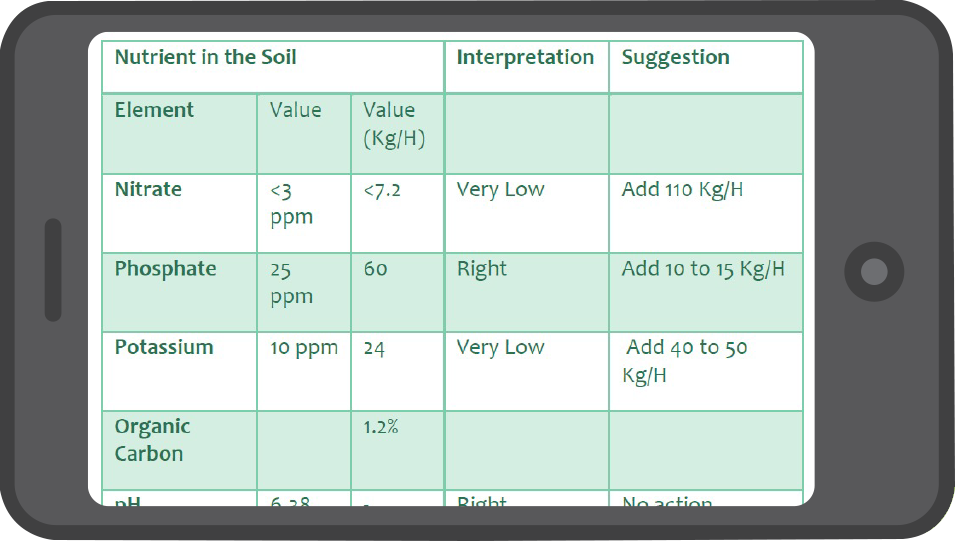 Nutrient in the Soil Interpretation Suggestion
Element Value Value
(Kg/H)
Nitrate <3 <7.2 Very Low Add 110 Kg/H
ppm
Phosphate 25 60 Right Add 10 to 15 Kg/H
ppm
Potassium 10 ppm 24 Very Low Add 40 to 50
Kg/H
Organic 1.2%
Carbon
pH 6.28 - Right No action